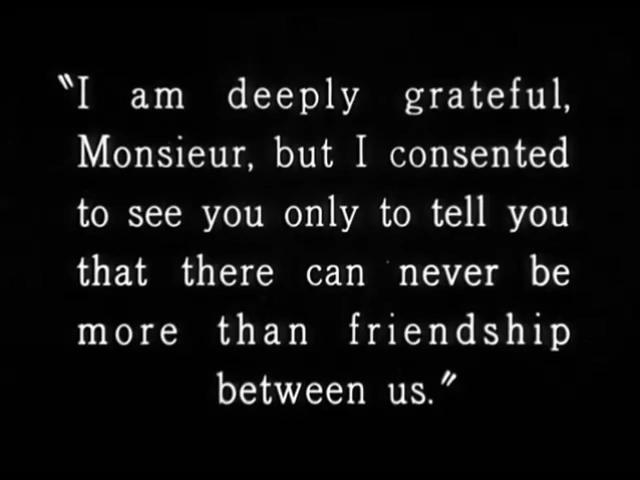 "I am deeply grateful,
Monsieur, but I consented
to see you only to tell you
that there can never be
more than friendship
between us."